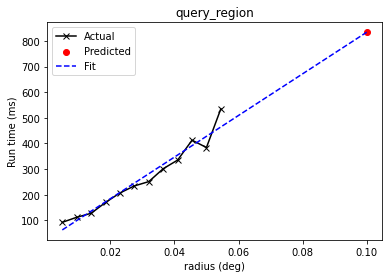 query_region
Actual
Predicted
Fit
800
700
600
500
400
300
200
100
Run time (ms)
0.02
0.04
0.06
0.08
0.10
radius (deg)